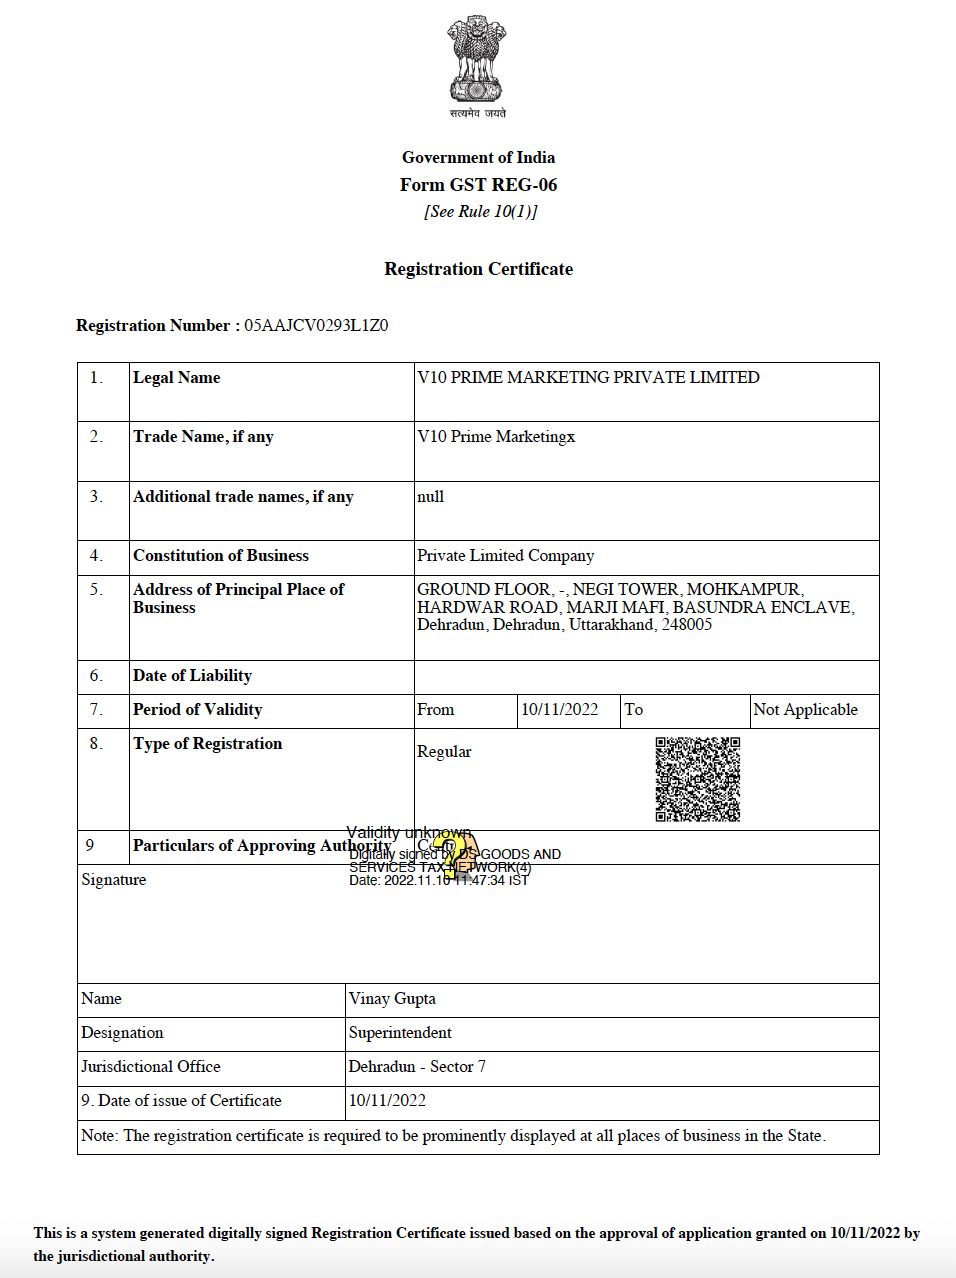 सत्यमेव जयते
Government of India
Form GST REG-06
[See Rule 10(1)]
Registration Certificate
Registration Number : 05AAJCV0293L1Z0
1. Legal Name V10 PRIME MARKETING PRIVATE LIMITED
2. Trade Name, if any V10 Prime Marketingx
3. Additional trade names, if any null
4. Constitution of Business Private Limited Company
5. Address of Principal Place of GROUND FLOOR, -, NEGI TOWER, MOHKAMPUR,
Business HARDWAR ROAD, MARJI MAFI, BASUNDRA ENCLAVE,
Dehradun, Dehradun, Uttarakhand, 248005
6. Date of Liability
7. Period of Validity From 10/11/2022 To Not Applicable
8. Type of Registration Regular
Validity unknown
9 Particulars of Approving Authority
Digitally signed by DS GOODS AND
SERVICES TAX NETWORK(4)
Signature Date: 2022.11.10 11:47:34 IST
Name Vinay Gupta
Designation Superintendent
Jurisdictional Office Dehradun - Sector 7
9. Date of issue of Certificate 10/11/2022
Note: The registration certificate is required to be prominently displayed at all places of business in the State.
This is a system generated digitally signed Registration Certificate issued based on the approval of application granted on 10/11/2022 by
the jurisdictional authority.